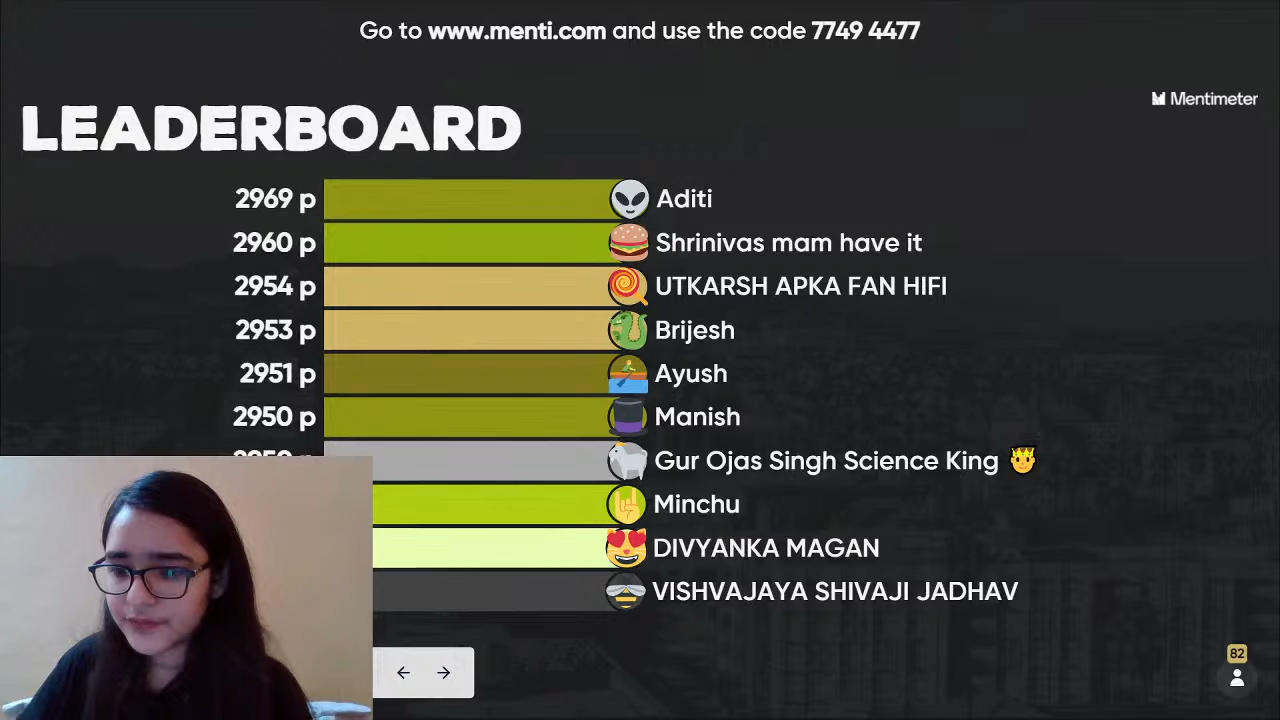 Go to www.menti.com and use the code 7749 4477
Mentimeter
LEADERBOARD
2969 p Aditi
2960 p Shrinivas mam have it
2954 p UTKARSH APKA FAN HIFI
2953 p Brijesh
2951 p Ayush
2950 p Manish
Gur Ojas Singh Science King
Minchu
DIVYANKA MAGAN
VISHVAJAYA SHIVAJI JADHAV
82